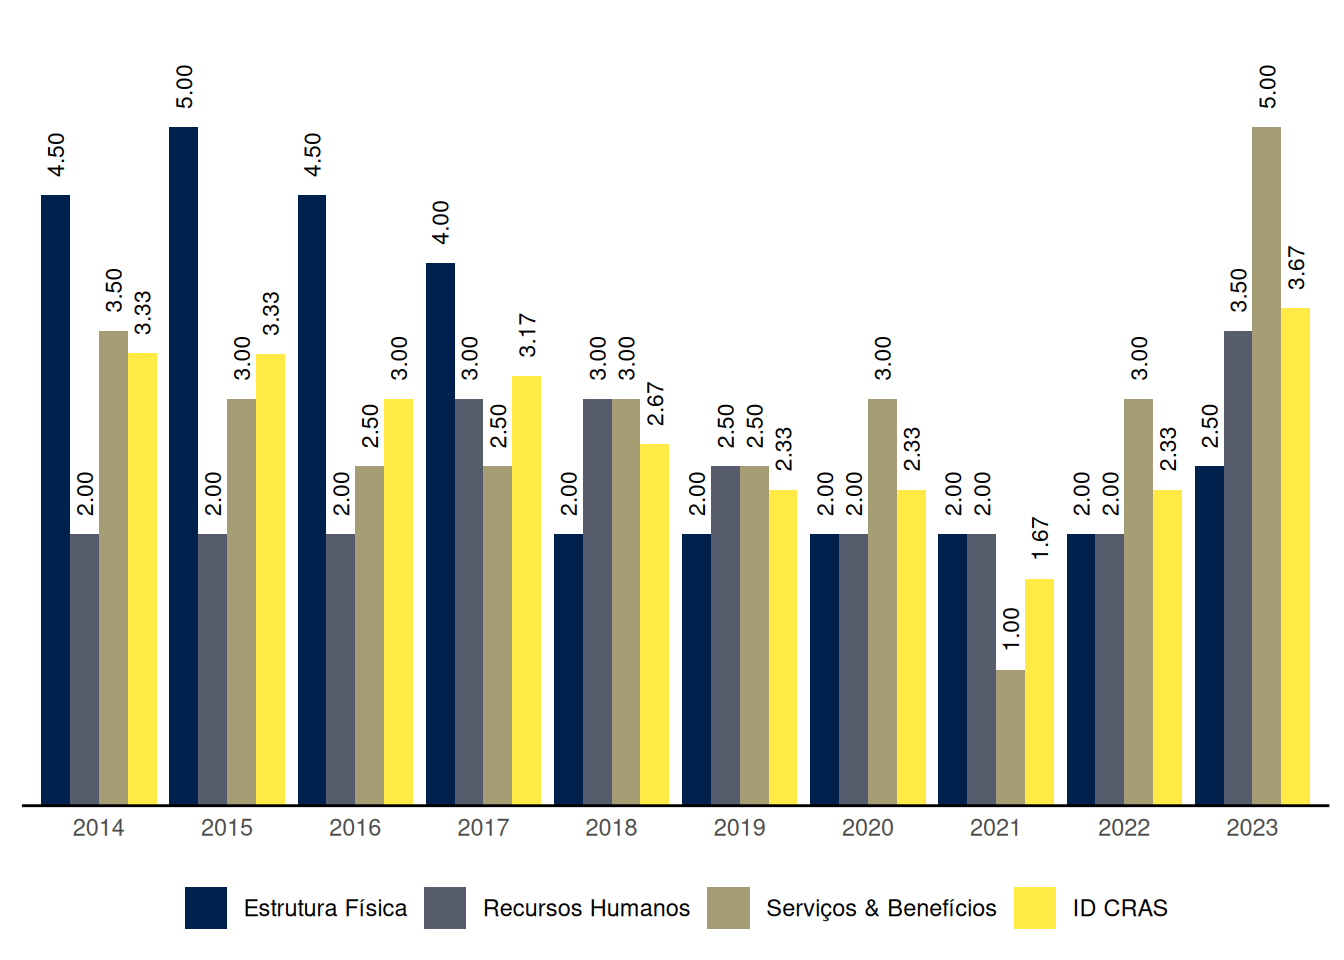 4.50 2.00 3.50 3.33
5.00 2.00 3.00 3.33
4.50 2.00 2.50 3.00
4.00 3.00 2.50 3.17
2.00 3.00 3.00 2.67
2.00 2.50 2.50 2.33
2.00 2.00 3.00 2.33
2.00 2.00 1.00 1.67
2.00 2.00 3.00 2.33
2.50 3.50 5.00 3.67
2014 2015 2016 2017 2018 2019 2020 2021 2022 2023
Estrutura Física Recursos Humanos Serviços & Benefícios ID CRAS